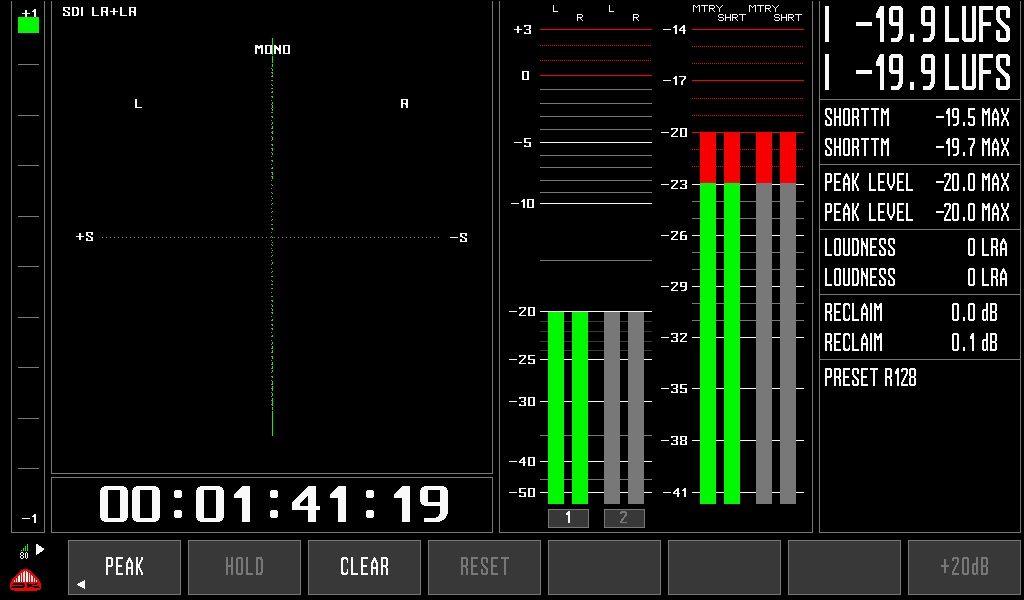 +1
-1
SDI LR+LR
MONO
L R
+S -S
00:01:41:19
L L
R R
+3
0
-5
-10
-20
-25
-30
-40
-50
1 2
MTRY MTRY
SHRT SHRT
-14
-17
-20
-23
-26
-29
-32
-35
-38
-41
I -19.9 LUFS
I -19.9 LUFS
SHORTTM -19.5 MAX
SHORTTM -19.7 MAX
PEAK LEVEL -20.0 MAX
PEAK LEVEL -20.0 MAX
LOUDNESS 0 LRA
LOUDNESS 0 LRA
RECLAIM 0.0 dB
RECLAIM 0.1 dB
PRESET R128
80
PEAK HOLD CLEAR RESET +20dB